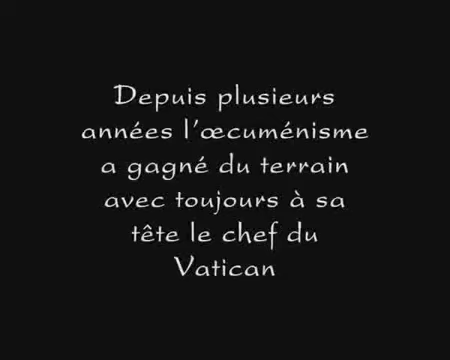 Depuis plusieurs
années l'œcuménisme
a gagné du terrain
avec toujours à sa
tête le chef du
Vatican